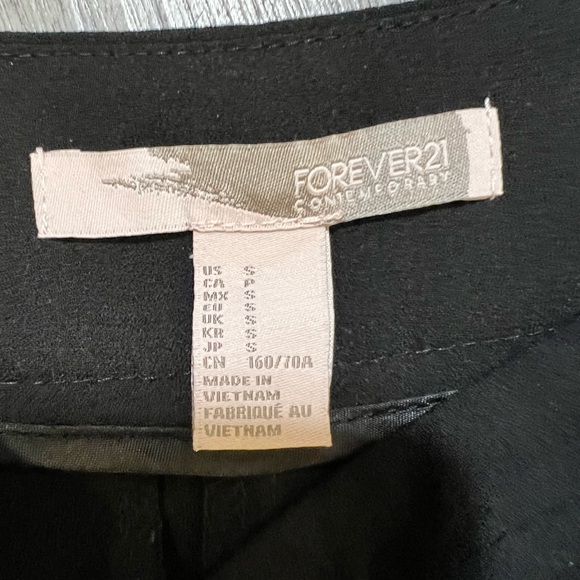 FOREVER21
CONTEMPORARY
US S
CA P
MX S
EU S
UK S
KR S
JP S
CN 160/70A
MADE IN
VIETNAM
FABRIQUÉ AU
VIETNAM